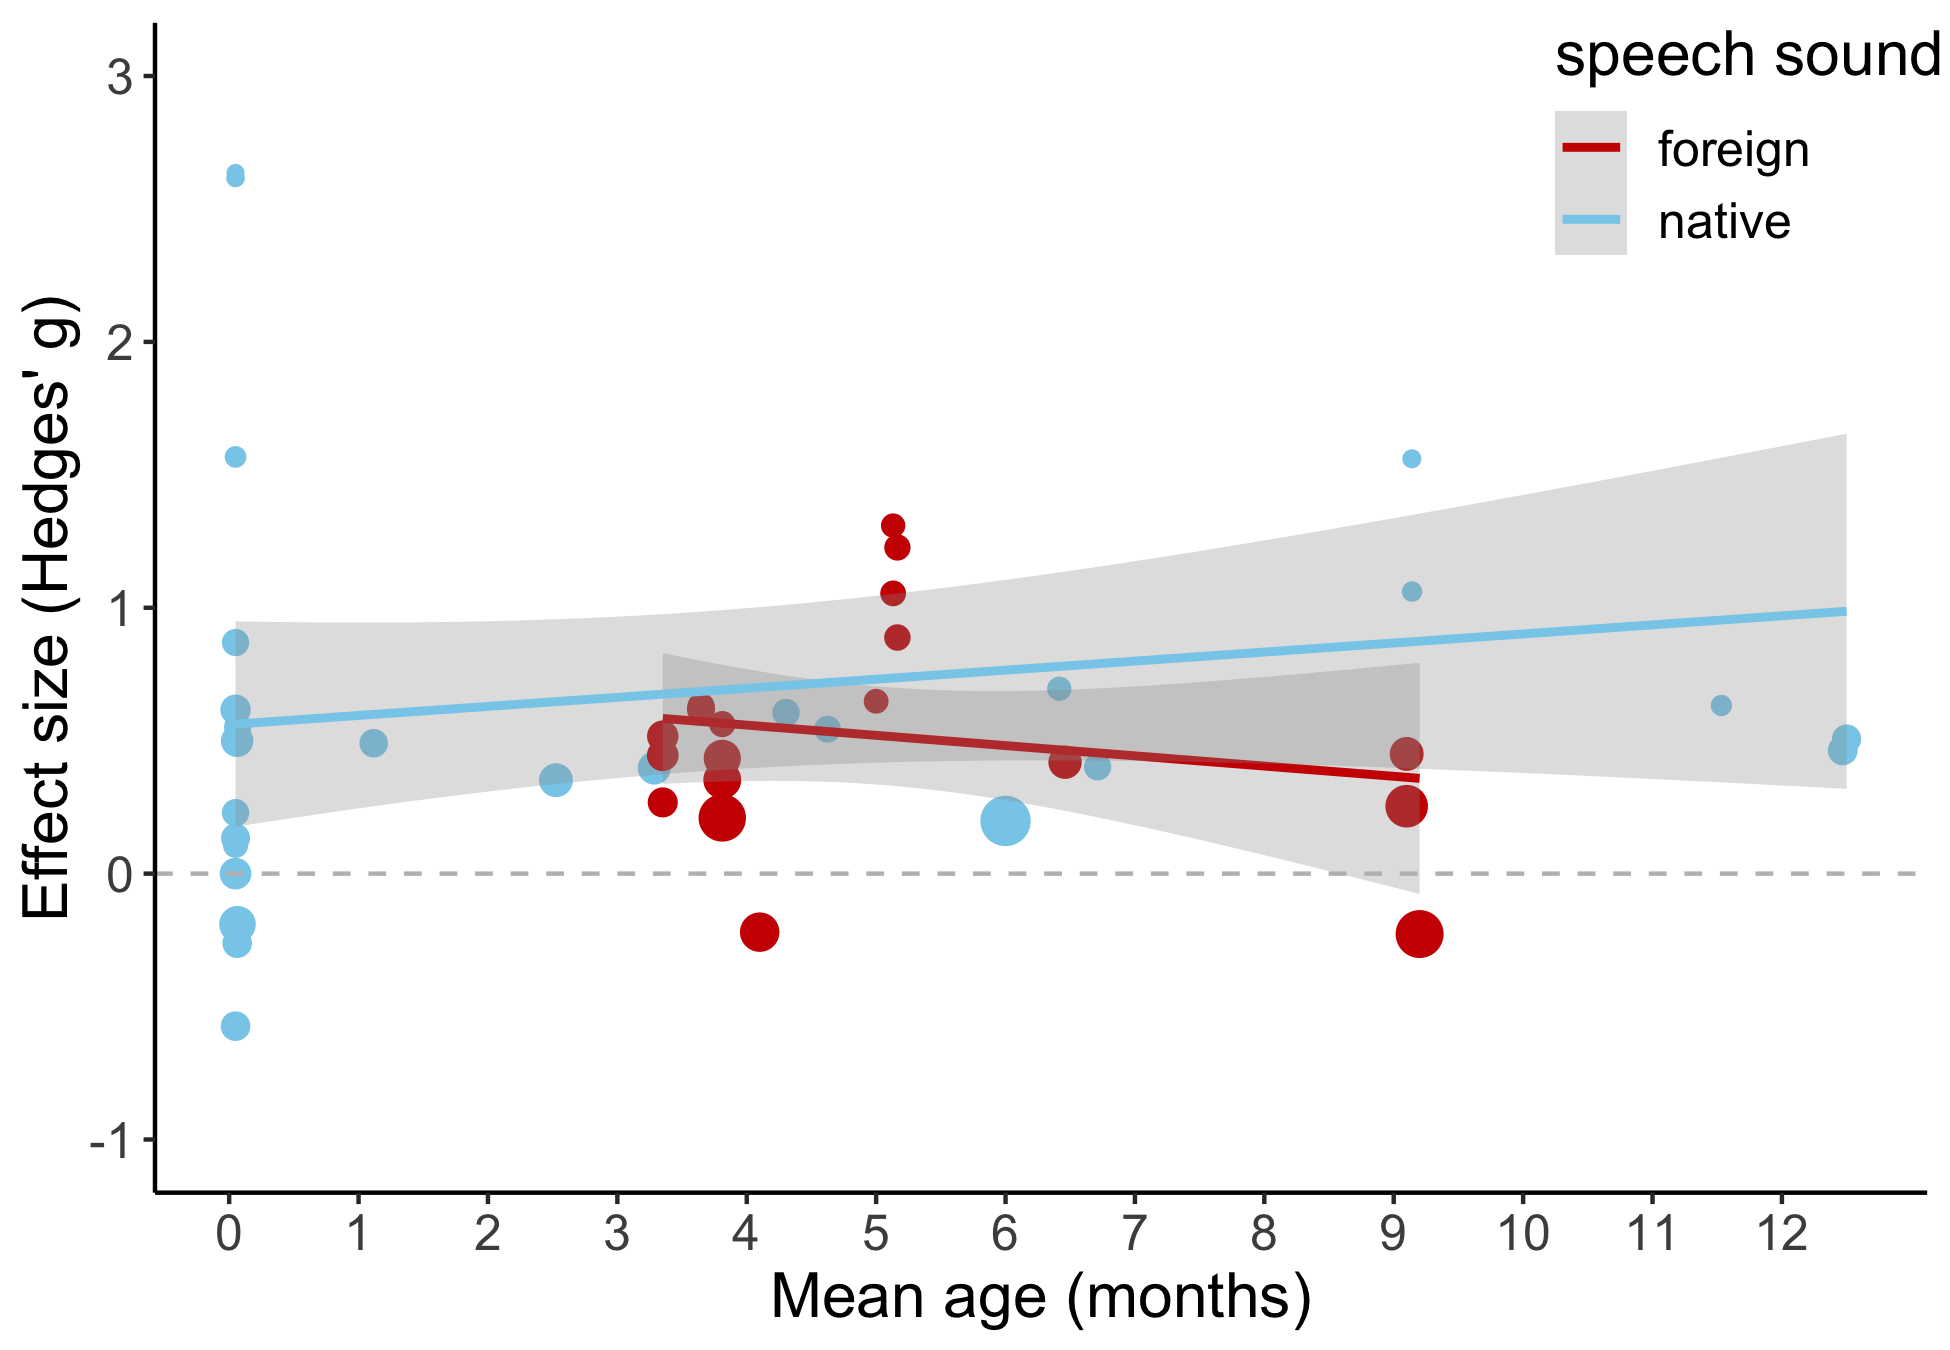 speech sound
foreign
native
Effect size (Hedges' g)
3
2
1
0
-1
0 1 2 3 4 5 6 7 8 9 10 11 12
Mean age (months)